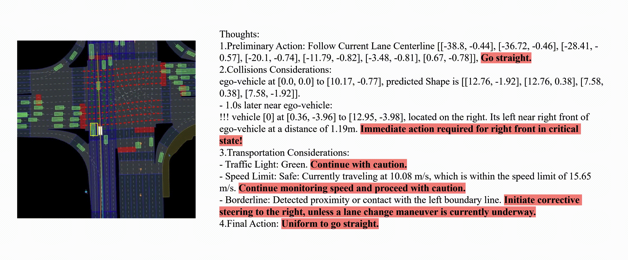 Thoughts:
1.Preliminary Action: Follow Current Lane Centerline [[-38.8, -0.44], [-36.72, -0.46], [-28.41, -
0.57], [-20.1, -0.74], [-11.79, -0.82], [-3.48, -0.81], [0.67, -0.78]], Go straight.
2.Collisions Considerations:
ego-vehicle at [0.0, 0.0] to [10.17, -0.77], predicted Shape is [[12.76, -1.92], [12.76, 0.38], [7.58,
0.38], [7.58, -1.92]].
- 1.0s later near ego-vehicle:
!!! vehicle [0] at [0.36, -3.96] to [12.95, -3.98], located on the right. Its left near right front of
ego-vehicle at a distance of 1.19m. Immediate action required for right front in critical
state!
3.Transportation Considerations:
- Traffic Light: Green. Continue with caution.
- Speed Limit: Safe: Currently traveling at 10.08 m/s, which is within the speed limit of 15.65
m/s. Continue monitoring speed and proceed with caution.
- Borderline: Detected proximity or contact with the left boundary line. Initiate corrective
steering to the right, unless a lane change maneuver is currently underway.
4.Final Action: Uniform to go straight.